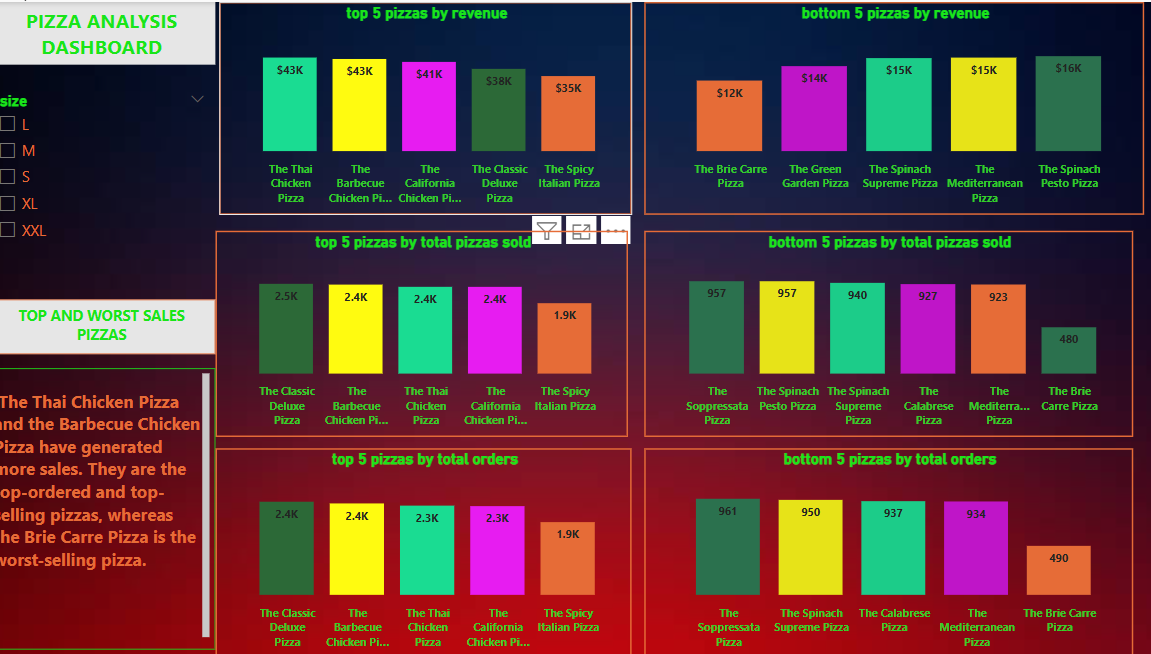 PIZZA ANALYSIS
DASHBOARD
size
L
M
S
XL
XXL
TOP AND WORST SALES
PIZZAS
The Thai Chicken Pizza
and the Barbecue Chicken
Pizza have generated
more sales. They are the
top-ordered and top-
selling pizzas, whereas
the Brie Carre Pizza is the
worst-selling pizza.
top 5 pizzas by revenue
$43K
$43K
$41K
$38K
$35K
The Thai
Chicken
Pizza
The
Barbecue
Chicken Pi...
The
California
Chicken Pi...
The Classic
Deluxe
Pizza
The Spicy
Italian Pizza
bottom 5 pizzas by revenue
$12K
$14K
$15K
$15K
$16K
The Brie Carre
Pizza
The Green
Garden Pizza
The Spinach
Supreme Pizza
The
Mediterranean
Pizza
The Spinach
Pesto Pizza
top 5 pizzas by total pizzas sold
2.5K
2.4K
2.4K
2.4K
1.9K
The Classic
Deluxe
Pizza
The
Barbecue
Chicken Pi...
The Thai
Chicken
Pizza
The
California
Chicken Pi...
The Spicy
Italian Pizza
bottom 5 pizzas by total pizzas sold
957
957
940
927
923
480
The
Soppressata
Pizza
The Spinach
Pesto Pizza
The Spinach
Supreme
Pizza
The
Calabrese
Pizza
The
Mediterra...
Pizza
The Brie
Carre Pizza
top 5 pizzas by total orders
2.4K
2.4K
2.3K
2.3K
1.9K
The Classic
Deluxe
Pizza
The
Barbecue
Chicken Pi...
The Thai
Chicken
Pizza
The
California
Chicken Pi...
The Spicy
Italian Pizza
bottom 5 pizzas by total orders
961
950
937
934
490
The
Soppressata
Pizza
The Spinach
Supreme Pizza
The Calabrese
Pizza
The
Mediterranean
Pizza
The Brie Carre
Pizza